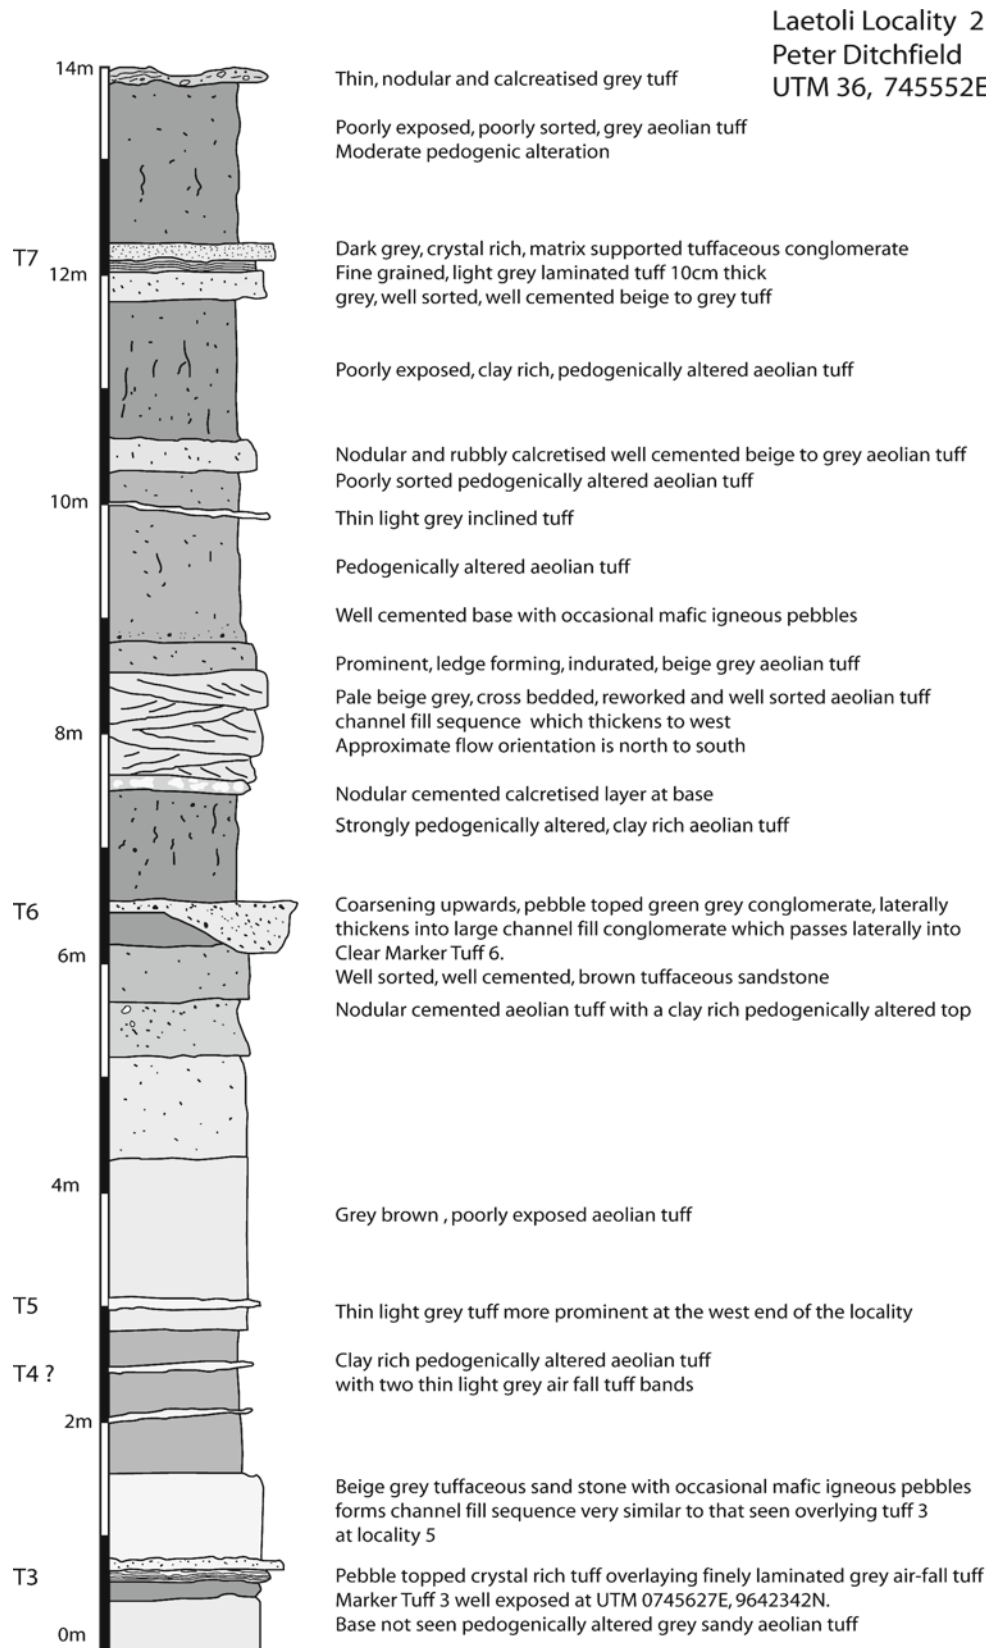 Laetoli Locality 2
Peter Ditchfield
UTM 36, 745552E
14m
Thin, nodular and calcreatised grey tuff
Poorly exposed, poorly sorted, grey aeolian tuff
Moderate pedogenic alteration
T7
Dark grey, crystal rich, matrix supported tuffaceous conglomerate
12m
Fine grained, light grey laminated tuff 10cm thick
grey, well sorted, well cemented beige to grey tuff
Poorly exposed, clay rich, pedogenically altered aeolian tuff
Nodular and rubbly calcretised well cemented beige to grey aeolian tuff
Poorly sorted pedogenically altered aeolian tuff
10m
Thin light grey inclined tuff
Pedogenically altered aeolian tuff
Well cemented base with occasional mafic igneous pebbles
Prominent, ledge forming, indurated, beige grey aeolian tuff
Pale beige grey, cross bedded, reworked and well sorted aeolian tuff
channel fill sequence which thickens to west
8m
Approximate flow orientation is north to south
Nodular cemented calcretised layer at base
Strongly pedogenically altered, clay rich aeolian tuff
T6
Coarsening upwards, pebble toped green grey conglomerate, laterally
thickens into large channel fill conglomerate which passes laterally into
6m
Clear Marker Tuff 6.
Well sorted, well cemented, brown tuffaceous sandstone
Nodular cemented aeolian tuff with a clay rich pedogenically altered top
4m
Grey brown , poorly exposed aeolian tuff
T5
Thin light grey tuff more prominent at the west end of the locality
T4 ?
Clay rich pedogenically altered aeolian tuff
with two thin light grey air fall tuff bands
2m
Beige grey tuffaceous sand stone with occasional mafic igneous pebbles
forms channel fill sequence very similar to that seen overlying tuff 3
at locality 5
T3
Pebble topped crystal rich tuff overlaying finely laminated grey air-fall tuff
Marker Tuff 3 well exposed at UTM 0745627E, 9642342N.
0m
Base not seen pedogenically altered grey sandy aeolian tuff